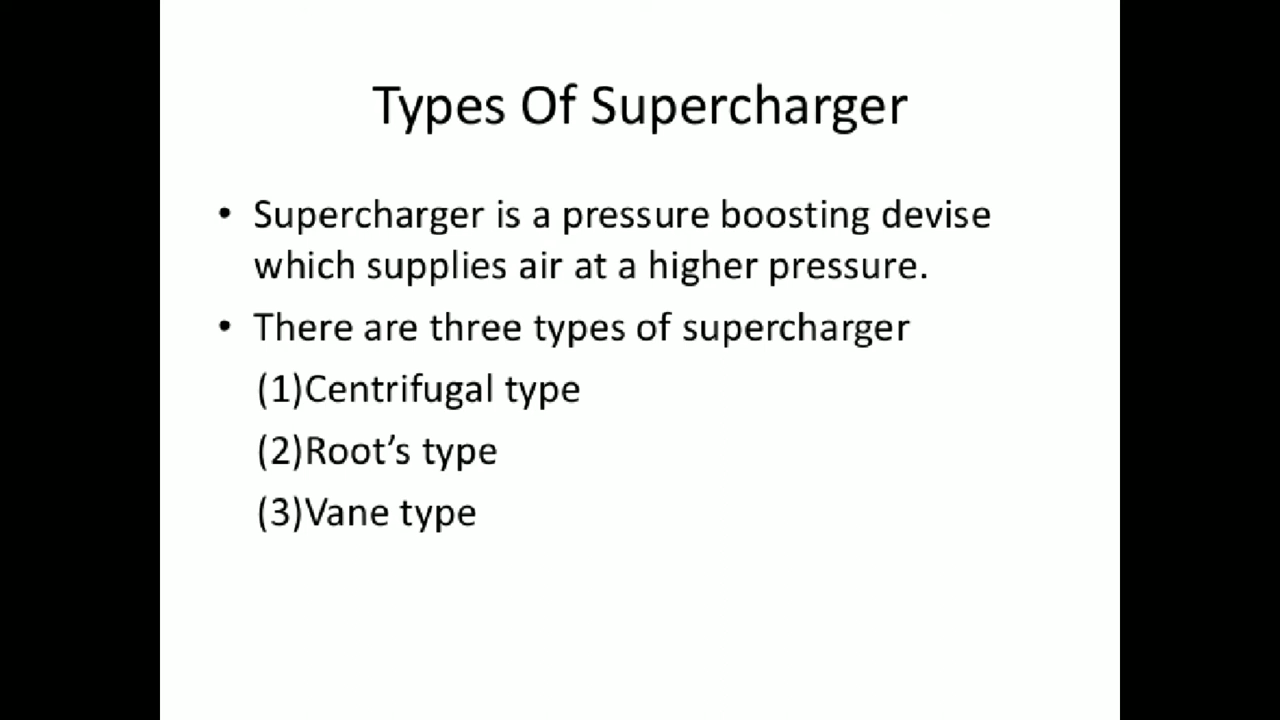 Types Of Supercharger
• Supercharger is a pressure boosting devise
which supplies air at a higher pressure.
• There are three types of supercharger
(1)Centrifugal type
(2)Root’s type
(3)Vane type